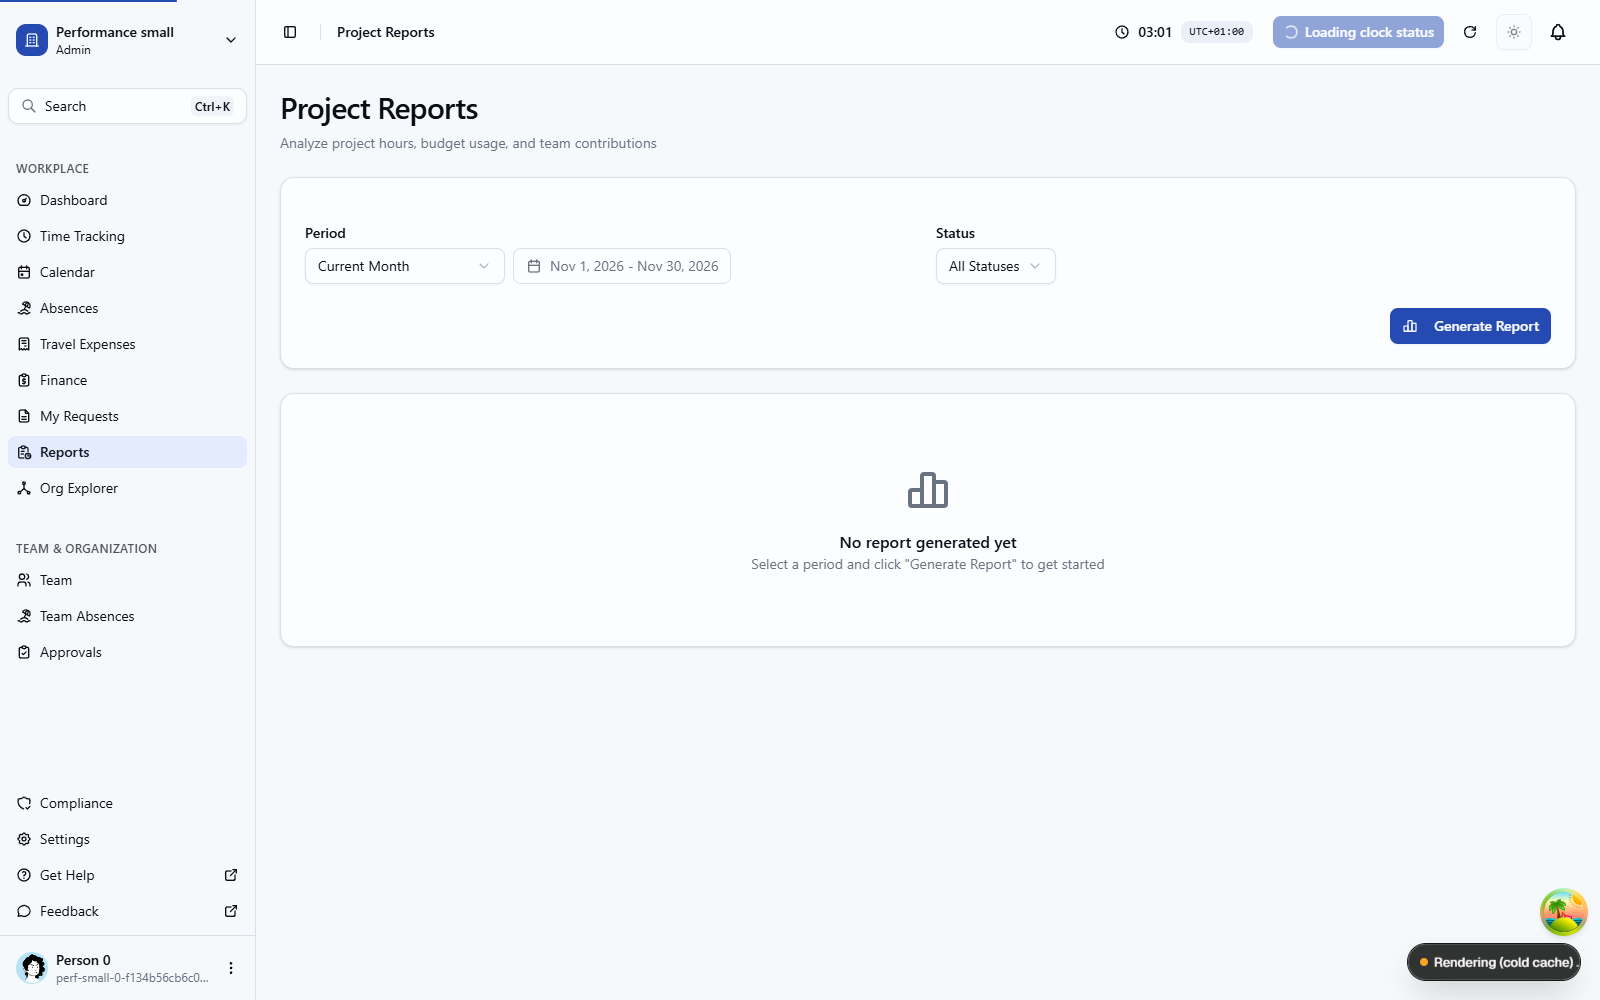 Performance small
Admin
Search
Ctrl+K
WORKPLACE
Dashboard
Time Tracking
Calendar
Absences
Travel Expenses
Finance
My Requests
Reports
Org Explorer
TEAM & ORGANIZATION
Team
Team Absences
Approvals
Compliance
Settings
Get Help
Feedback
Person 0
perf-small-0-f134b56cb6c0...
Project Reports
03:01
UTC+01:00
Loading clock status
Project Reports
Analyze project hours, budget usage, and team contributions
Period
Current Month
Nov 1, 2026 - Nov 30, 2026
Status
All Statuses
Generate Report
No report generated yet
Select a period and click "Generate Report" to get started
Rendering (cold cache) .